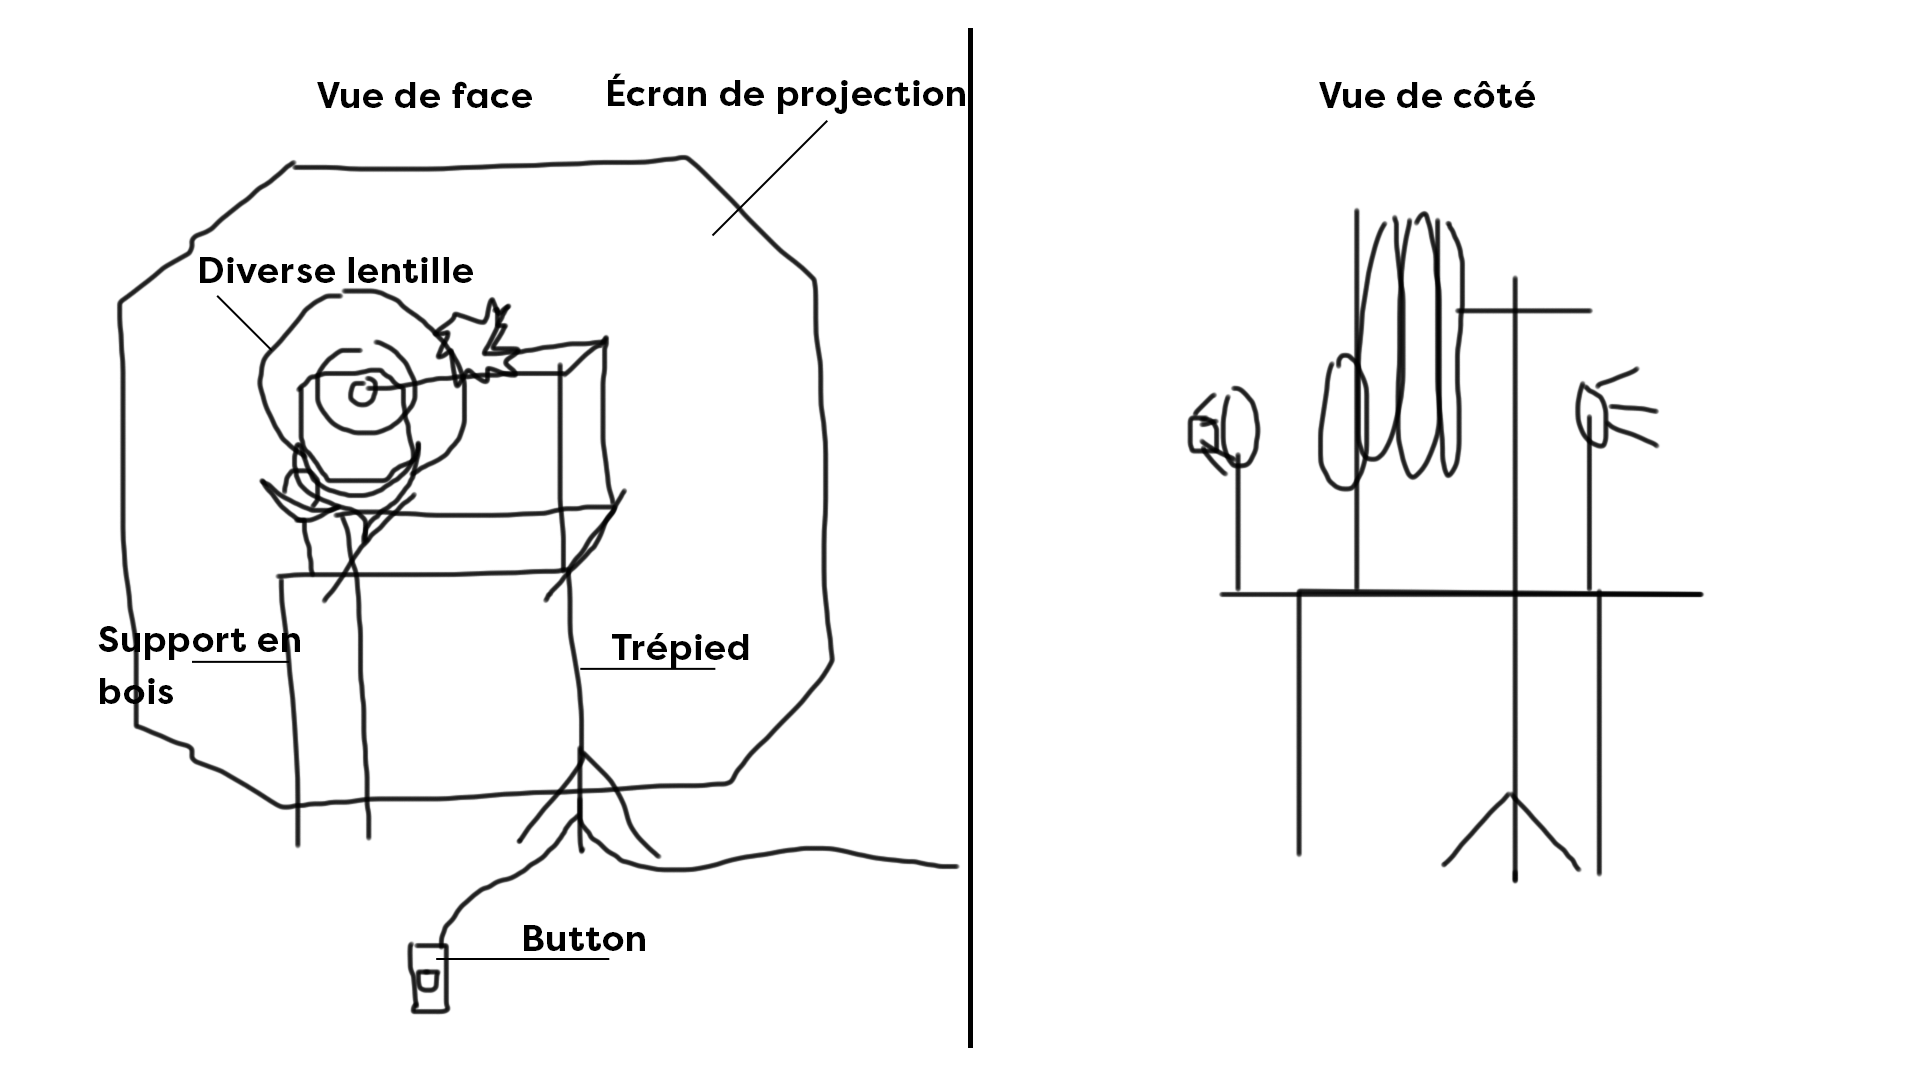 Vue de face
Écran de projection
Diverse lentille
Support en
bois
Trépied
Button
Vue de côté